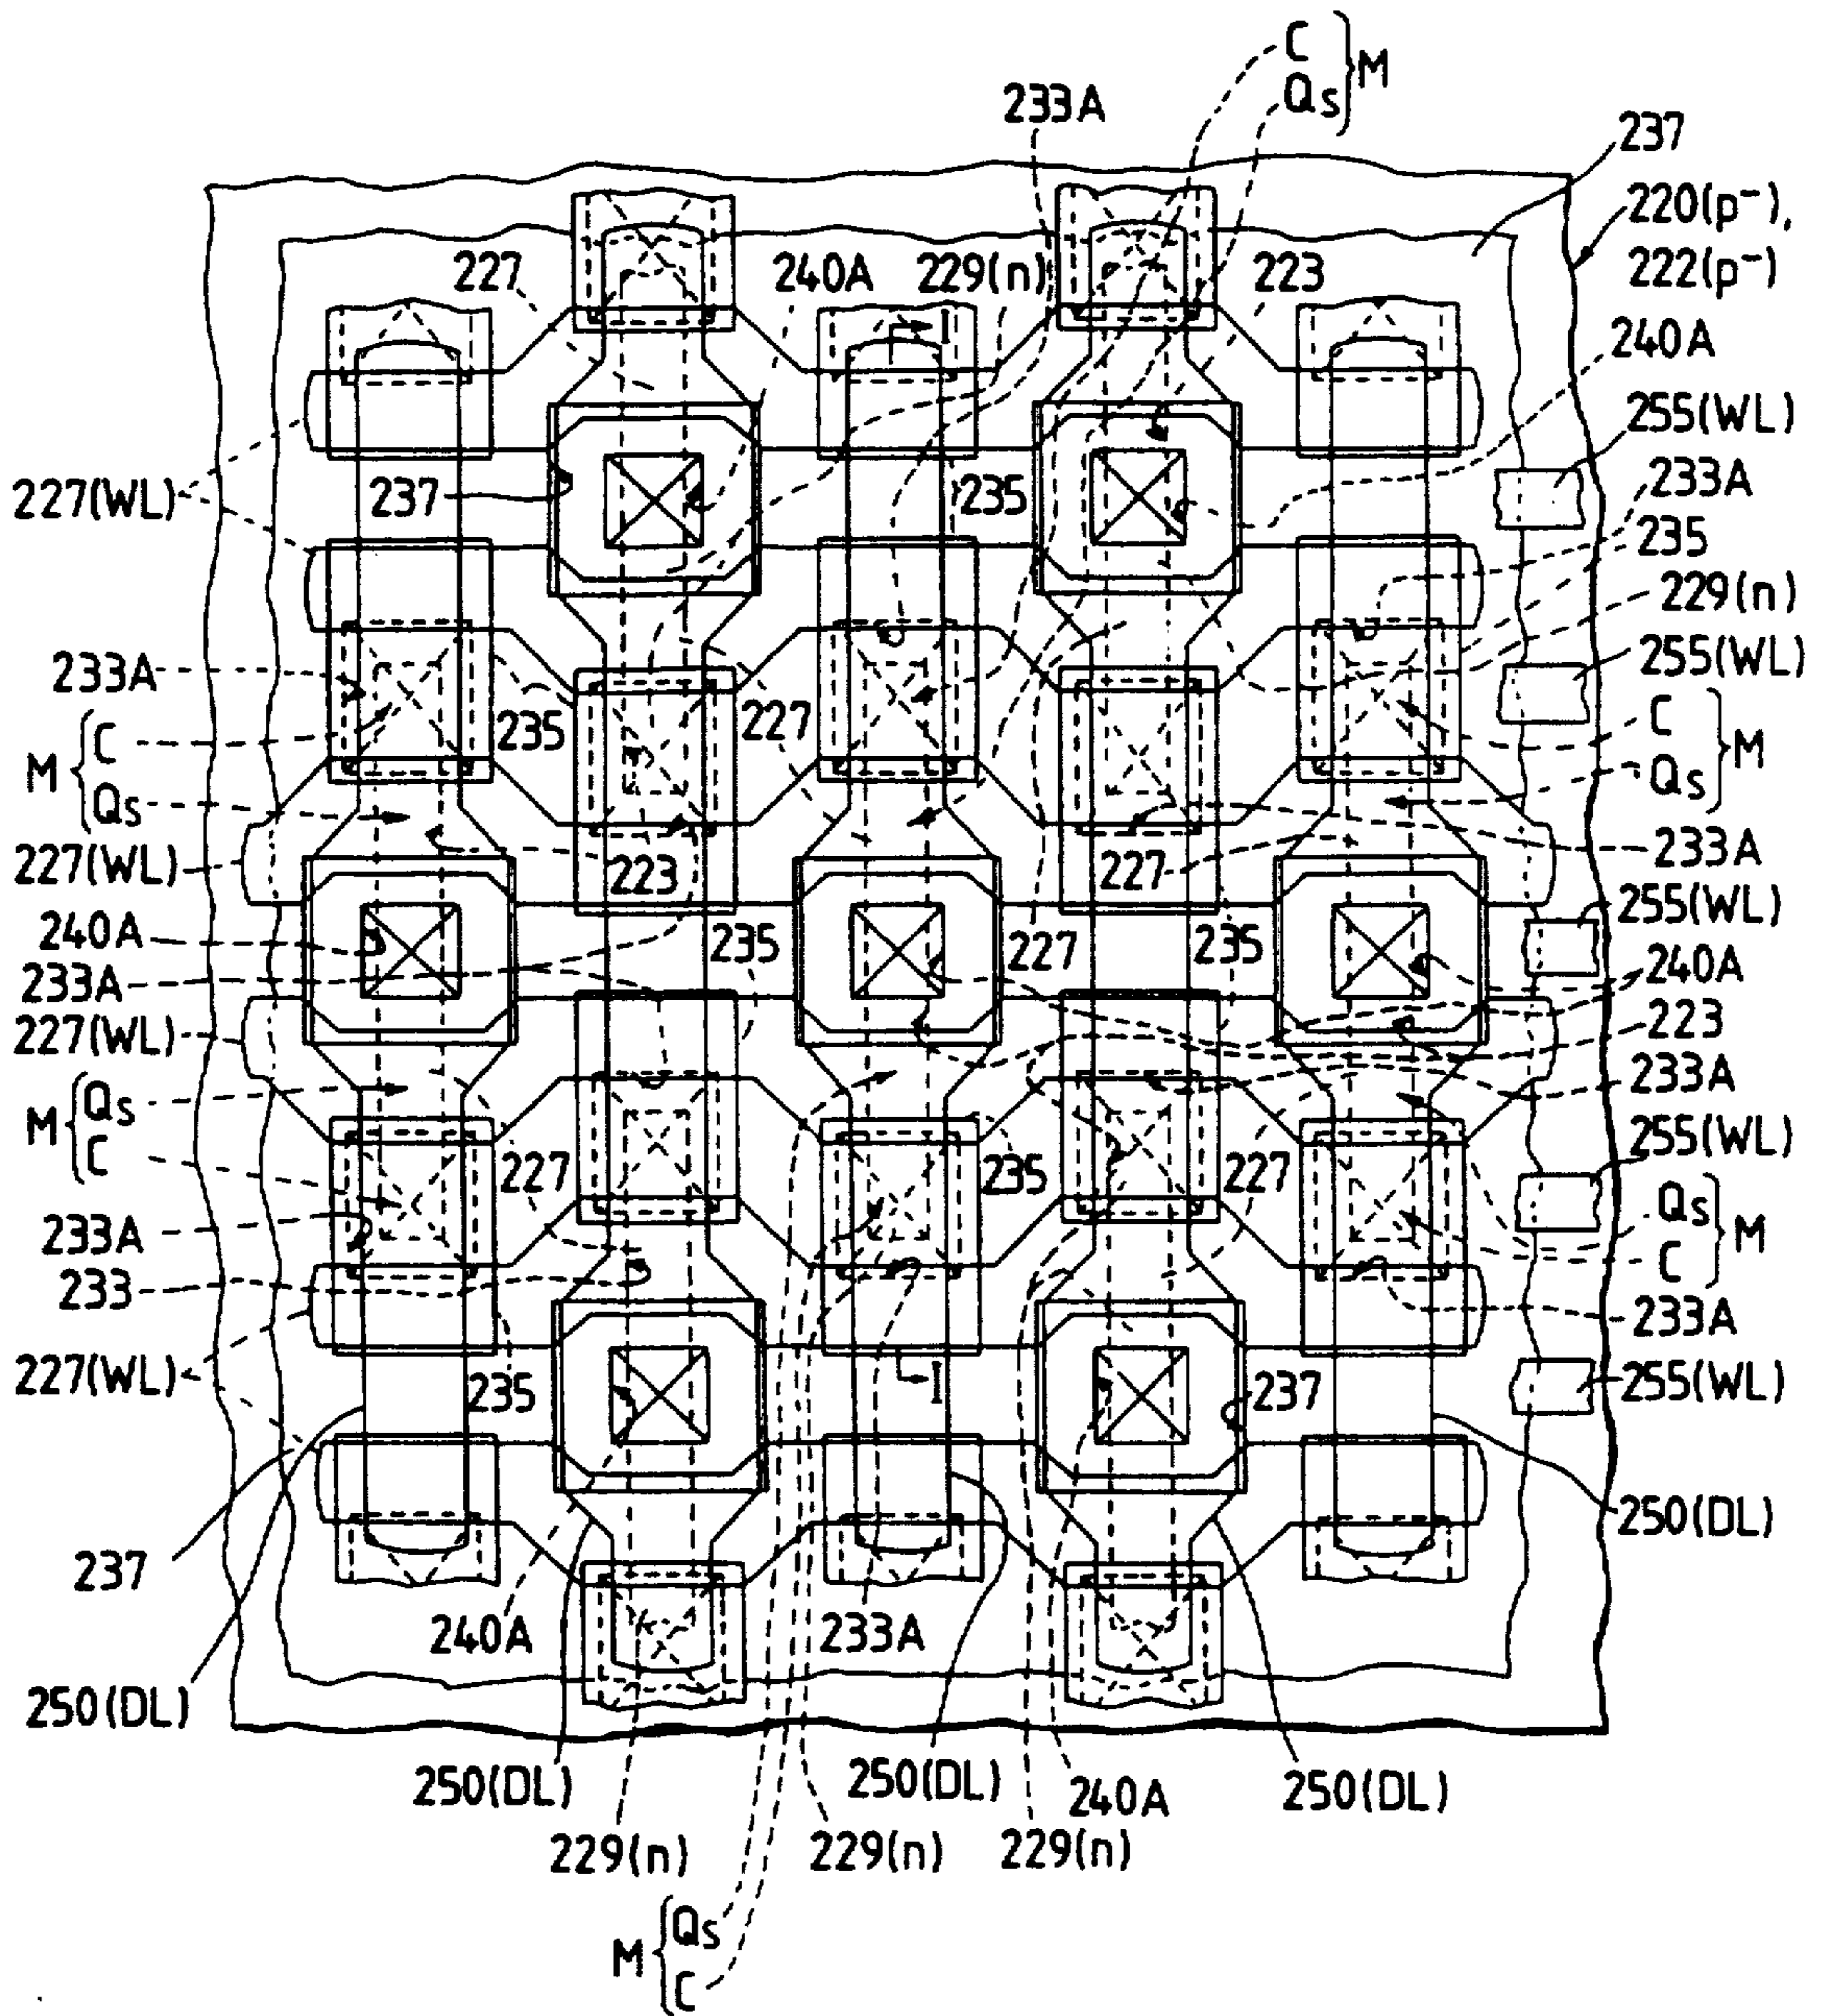 C
Qs } M
233A
237
220(p⁻),
222(p⁻)
227
240A
229(n)
223
I
240A
255(WL)
227(WL)
237
235
233A
235
229(n)
233A
235
227
255(WL)
M { C
Qs
C
Qs } M
227(WL)
223
227
233A
255(WL)
240A
235
227
235
240A
233A
223
227(WL)
233A
M { Qs
C
227
235
227
255(WL)
Qs
C } M
233A
233
233A
227(WL)
235
I
237
255(WL)
237
250(DL)
240A
233A
250(DL)
250(DL)
250(DL)
240A
250(DL)
229(n)
229(n)
229(n)
M { Qs
C